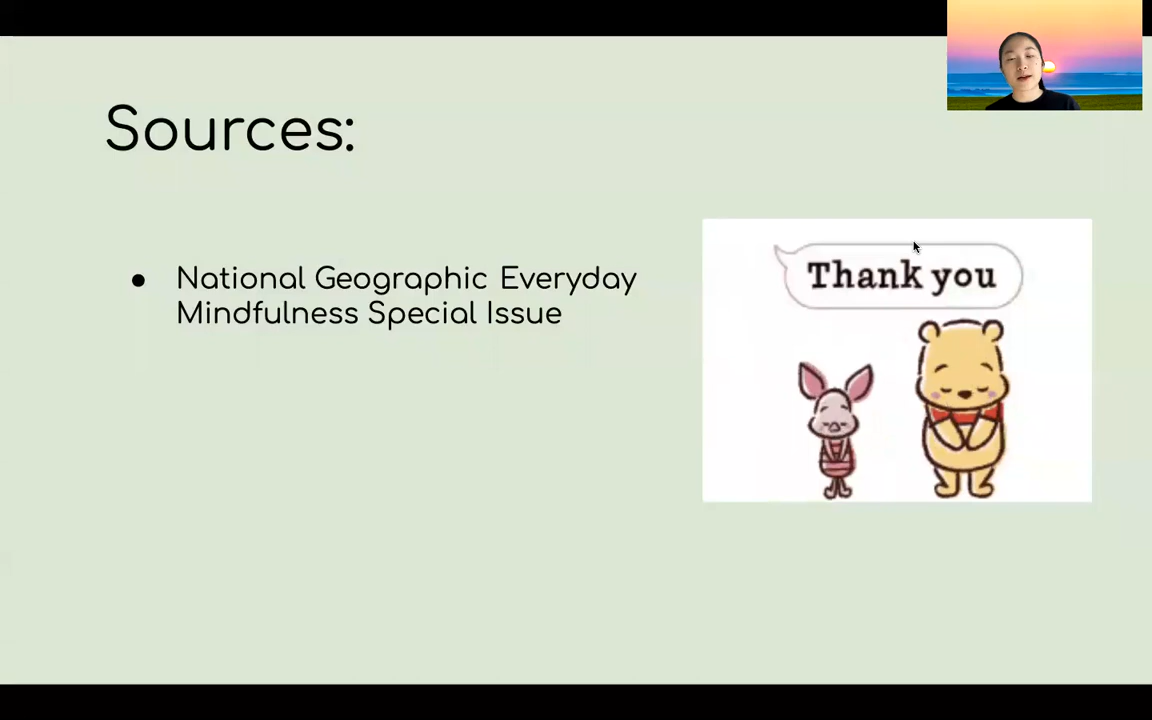 Sources:
● National Geographic Everyday
Mindfulness Special Issue
Thank you